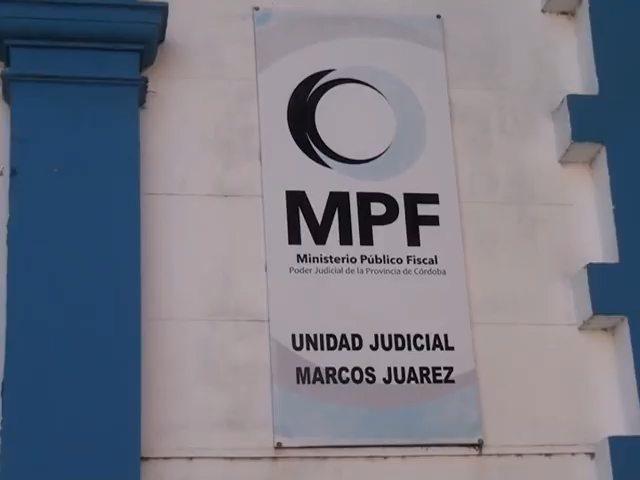 MPF
Ministerio Público Fiscal
Poder Judicial de la Provincia de Córdoba
UNIDAD JUDICIAL
MARCOS JUAREZ